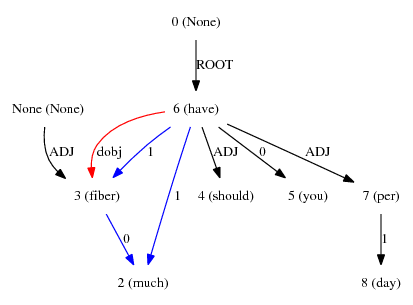 0 (None)
ROOT
None (None)
6 (have)
ADJ
dobj
1
ADJ
0
ADJ
3 (fiber)
1
4 (should)
5 (you)
7 (per)
0
1
2 (much)
8 (day)